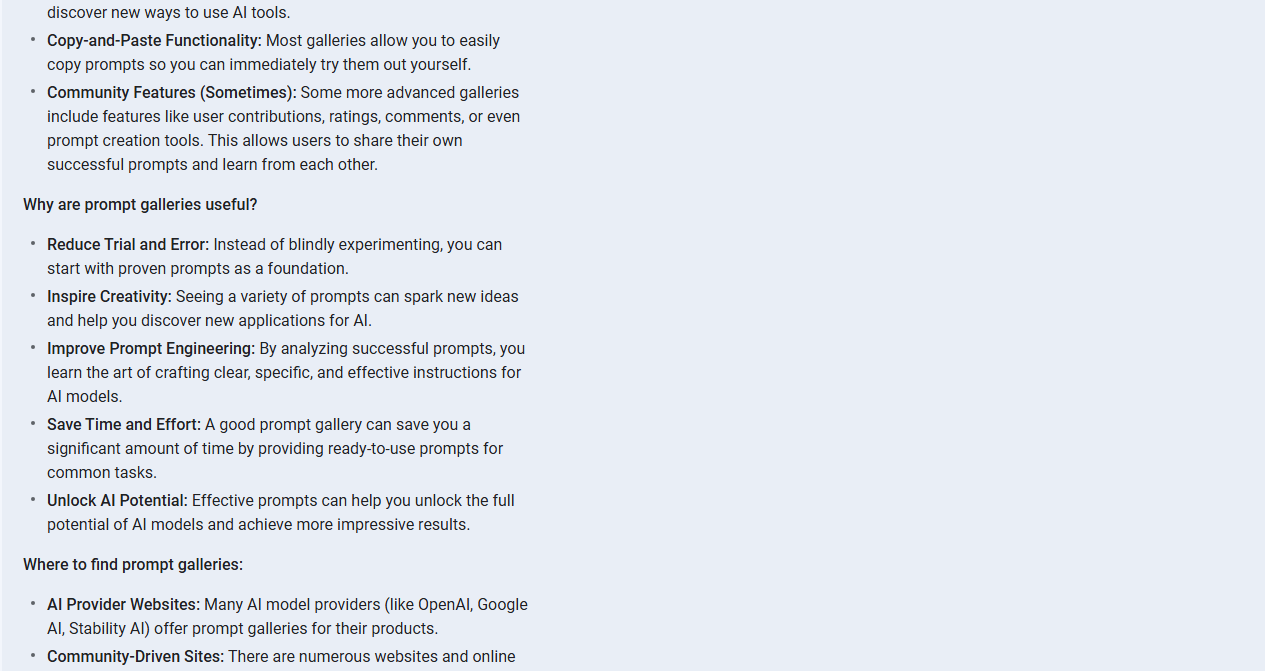 discover new ways to use AI tools.
• Copy-and-Paste Functionality: Most galleries allow you to easily
copy prompts so you can immediately try them out yourself.
• Community Features (Sometimes): Some more advanced galleries
include features like user contributions, ratings, comments, or even
prompt creation tools. This allows users to share their own
successful prompts and learn from each other.
Why are prompt galleries useful?
• Reduce Trial and Error: Instead of blindly experimenting, you can
start with proven prompts as a foundation.
• Inspire Creativity: Seeing a variety of prompts can spark new ideas
and help you discover new applications for AI.
• Improve Prompt Engineering: By analyzing successful prompts, you
learn the art of crafting clear, specific, and effective instructions for
AI models.
• Save Time and Effort: A good prompt gallery can save you a
significant amount of time by providing ready-to-use prompts for
common tasks.
• Unlock AI Potential: Effective prompts can help you unlock the full
potential of AI models and achieve more impressive results.
Where to find prompt galleries:
• AI Provider Websites: Many AI model providers (like OpenAI, Google
AI, Stability AI) offer prompt galleries for their products.
• Community-Driven Sites: There are numerous websites and online